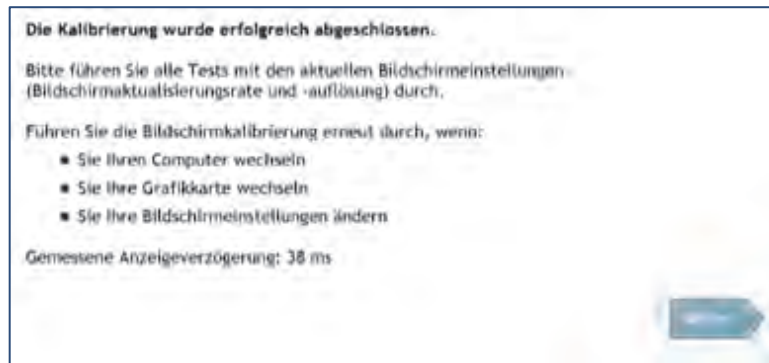 Die Kalibrierung wurde erfolgreich abgeschlossen.
Bitte führen Sie alle Tests mit den aktuellen Bildschirmeinstellungen
(Bildschirmaktualisierungsrate und -auflösung) durch.
Führen Sie die Bildschirmkalibrierung erneut durch, wenn:
• Sie Ihren Computer wechseln
• Sie Ihre Grafikkarte wechseln
• Sie Ihre Bildschirmeinstellungen ändern
Gemessene Anzeigeverzögerung: 38 ms